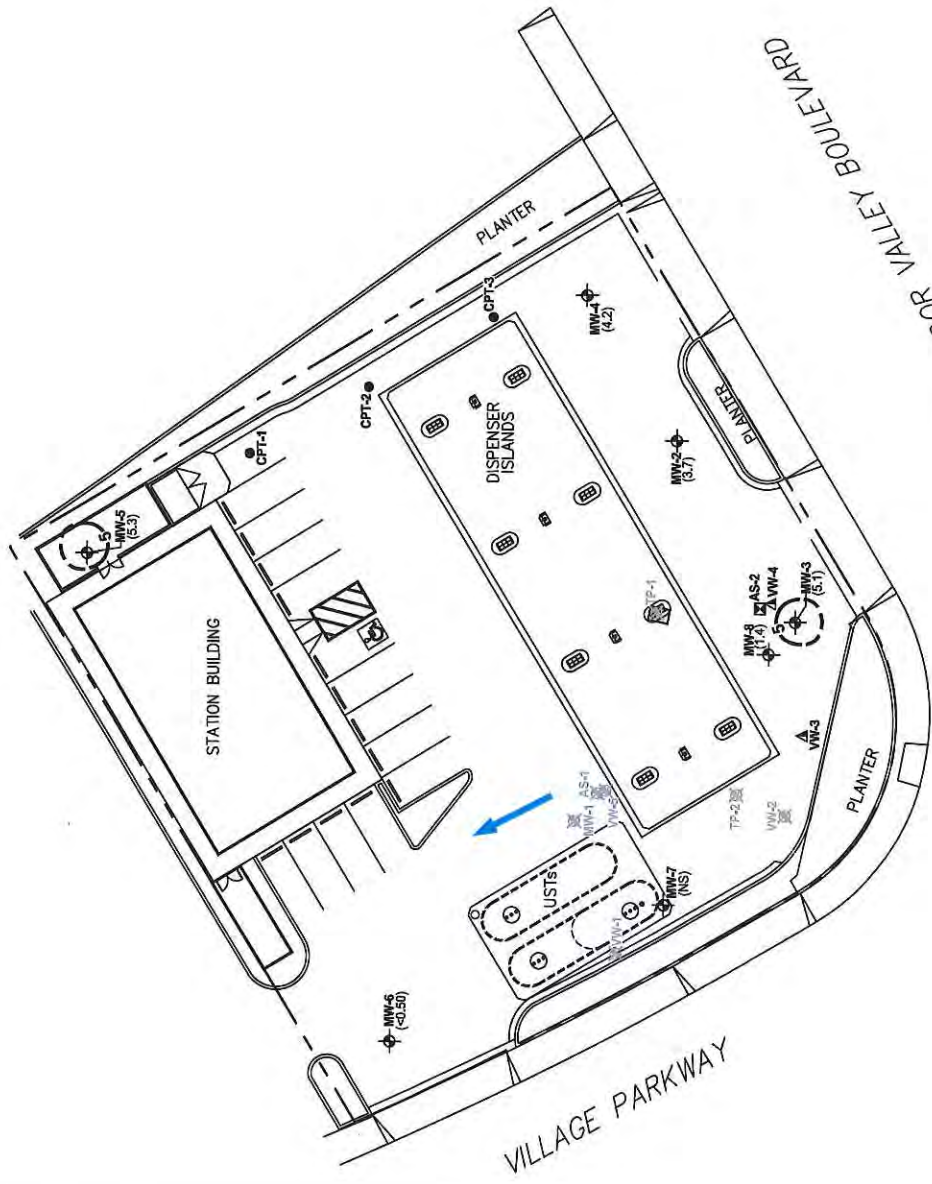 PLANTER
DOR VALLEY BOULEVARD
CPT-3
MW-4
(4.2)
CPT-2
CPT-1
DISPENSER
ISLANDS
MW-5
(5.3)
5
STATION BUILDING
MW-2
(3.7)
PLANTER
TP-1
MW-8
(1.4)
AS-2
VW-4
MW-3
(5.1)
5
VW-3
PLANTER
AS-1
MW-1
VW-5
TP-2
VW-2
USTs
MW-7
(NS)
VW-1
MW-6
(<0.50)
VILLAGE PARKWAY